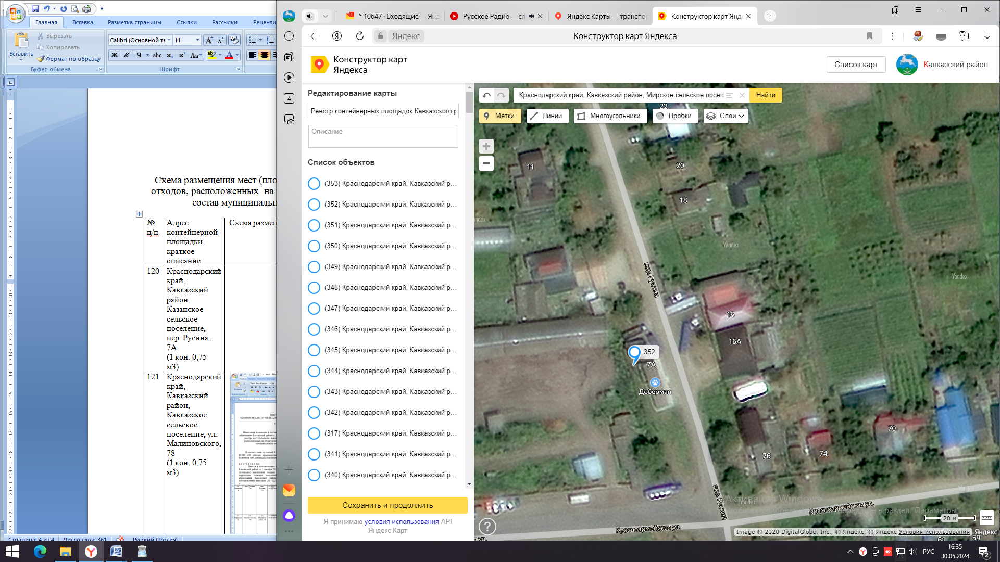 Главная
Вставка
Разметка страницы
Ссылки
Рассылки
Вставить
Вырезать
Копировать
Формат по образцу
Буфер обмена
Calibri (Основной те
11
Шрифт
Схема размещения мест (пло
отходов, расположенных на
состав муниципальн
№ п/п
Адрес контейнерной площадки, краткое описание
Схема размещ
120
Краснодарский
край,
Кавказский
район,
Казанское
сельское
поселение,
пер. Русина,
7А.
(1 кон. 0,75
м3)
121
Краснодарский
край,
Кавказский
район,
Кавказское
сельское
поселение, ул.
Малиновского,
78
(1 кон. 0,75
м3)
Страница: 4 из 4
Число слов: 361
Русский (Россия)
* 10647 · Входящие — Янд
Русское Радио — сл
Яндекс Карты — транспор
Конструктор карт Янде
Яндекс
Конструктор карт Яндекса
Конструктор карт
Яндекса
Список карт
Кавказский район
4
Редактирование карты
Реестр контейнерных площадок Кавказского р
Описание
Список объектов
(353) Краснодарский край, Кавказский р…
(352) Краснодарский край, Кавказский р…
(351) Краснодарский край, Кавказский р…
(350) Краснодарский край, Кавказский р…
(349) Краснодарский край, Кавказский р…
(348) Краснодарский край, Кавказский р…
(347) Краснодарский край, Кавказский р…
(346) Краснодарский край, Кавказский р…
(345) Краснодарский край, Кавказский р…
(344) Краснодарский край, Кавказский р…
(343) Краснодарский край, Кавказский р…
(342) Краснодарский край, Кавказский р…
(317) Краснодарский край, Кавказский р…
(341) Краснодарский край, Кавказский р…
(340) Краснодарский край, Кавказский р…
Сохранить и продолжить
Я принимаю условия использования API
Яндекс.Карт
Краснодарский край, Кавказский район, Мирское сельское посел
Найти
Метки
Линии
Многоугольники
Пробки
Слои
22
11
20
18
Yandex
пер. Русина
Yandex
16
16А
352
7А
Доберман
70
74
76
пер. Русина
Yandex
Yandex
Активация Windows
Красноармейская ул.
в раздел "Параметры".
20 м
Красноармейская ул.
Image © 2020 DigitalGlobe, Inc., © Яндекс, © Яндекс Условия использования
Яндекс
61
59
РУС
16:35
30.05.2024
2